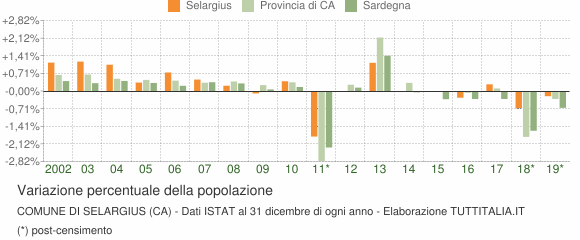 Selargius Provincia di CA Sardegna
+2,82%
+2,12%
+1,41%
+0,71%
-0,00%
-0,71%
-1,41%
-2,12%
-2,82%
2002 03 04 05 06 07 08 09 10 11* 12 13 14 15 16 17 18* 19*
Variazione percentuale della popolazione
COMUNE DI SELARGIUS (CA) - Dati ISTAT al 31 dicembre di ogni anno - Elaborazione TUTTITALIA.IT
(*) post-censimento